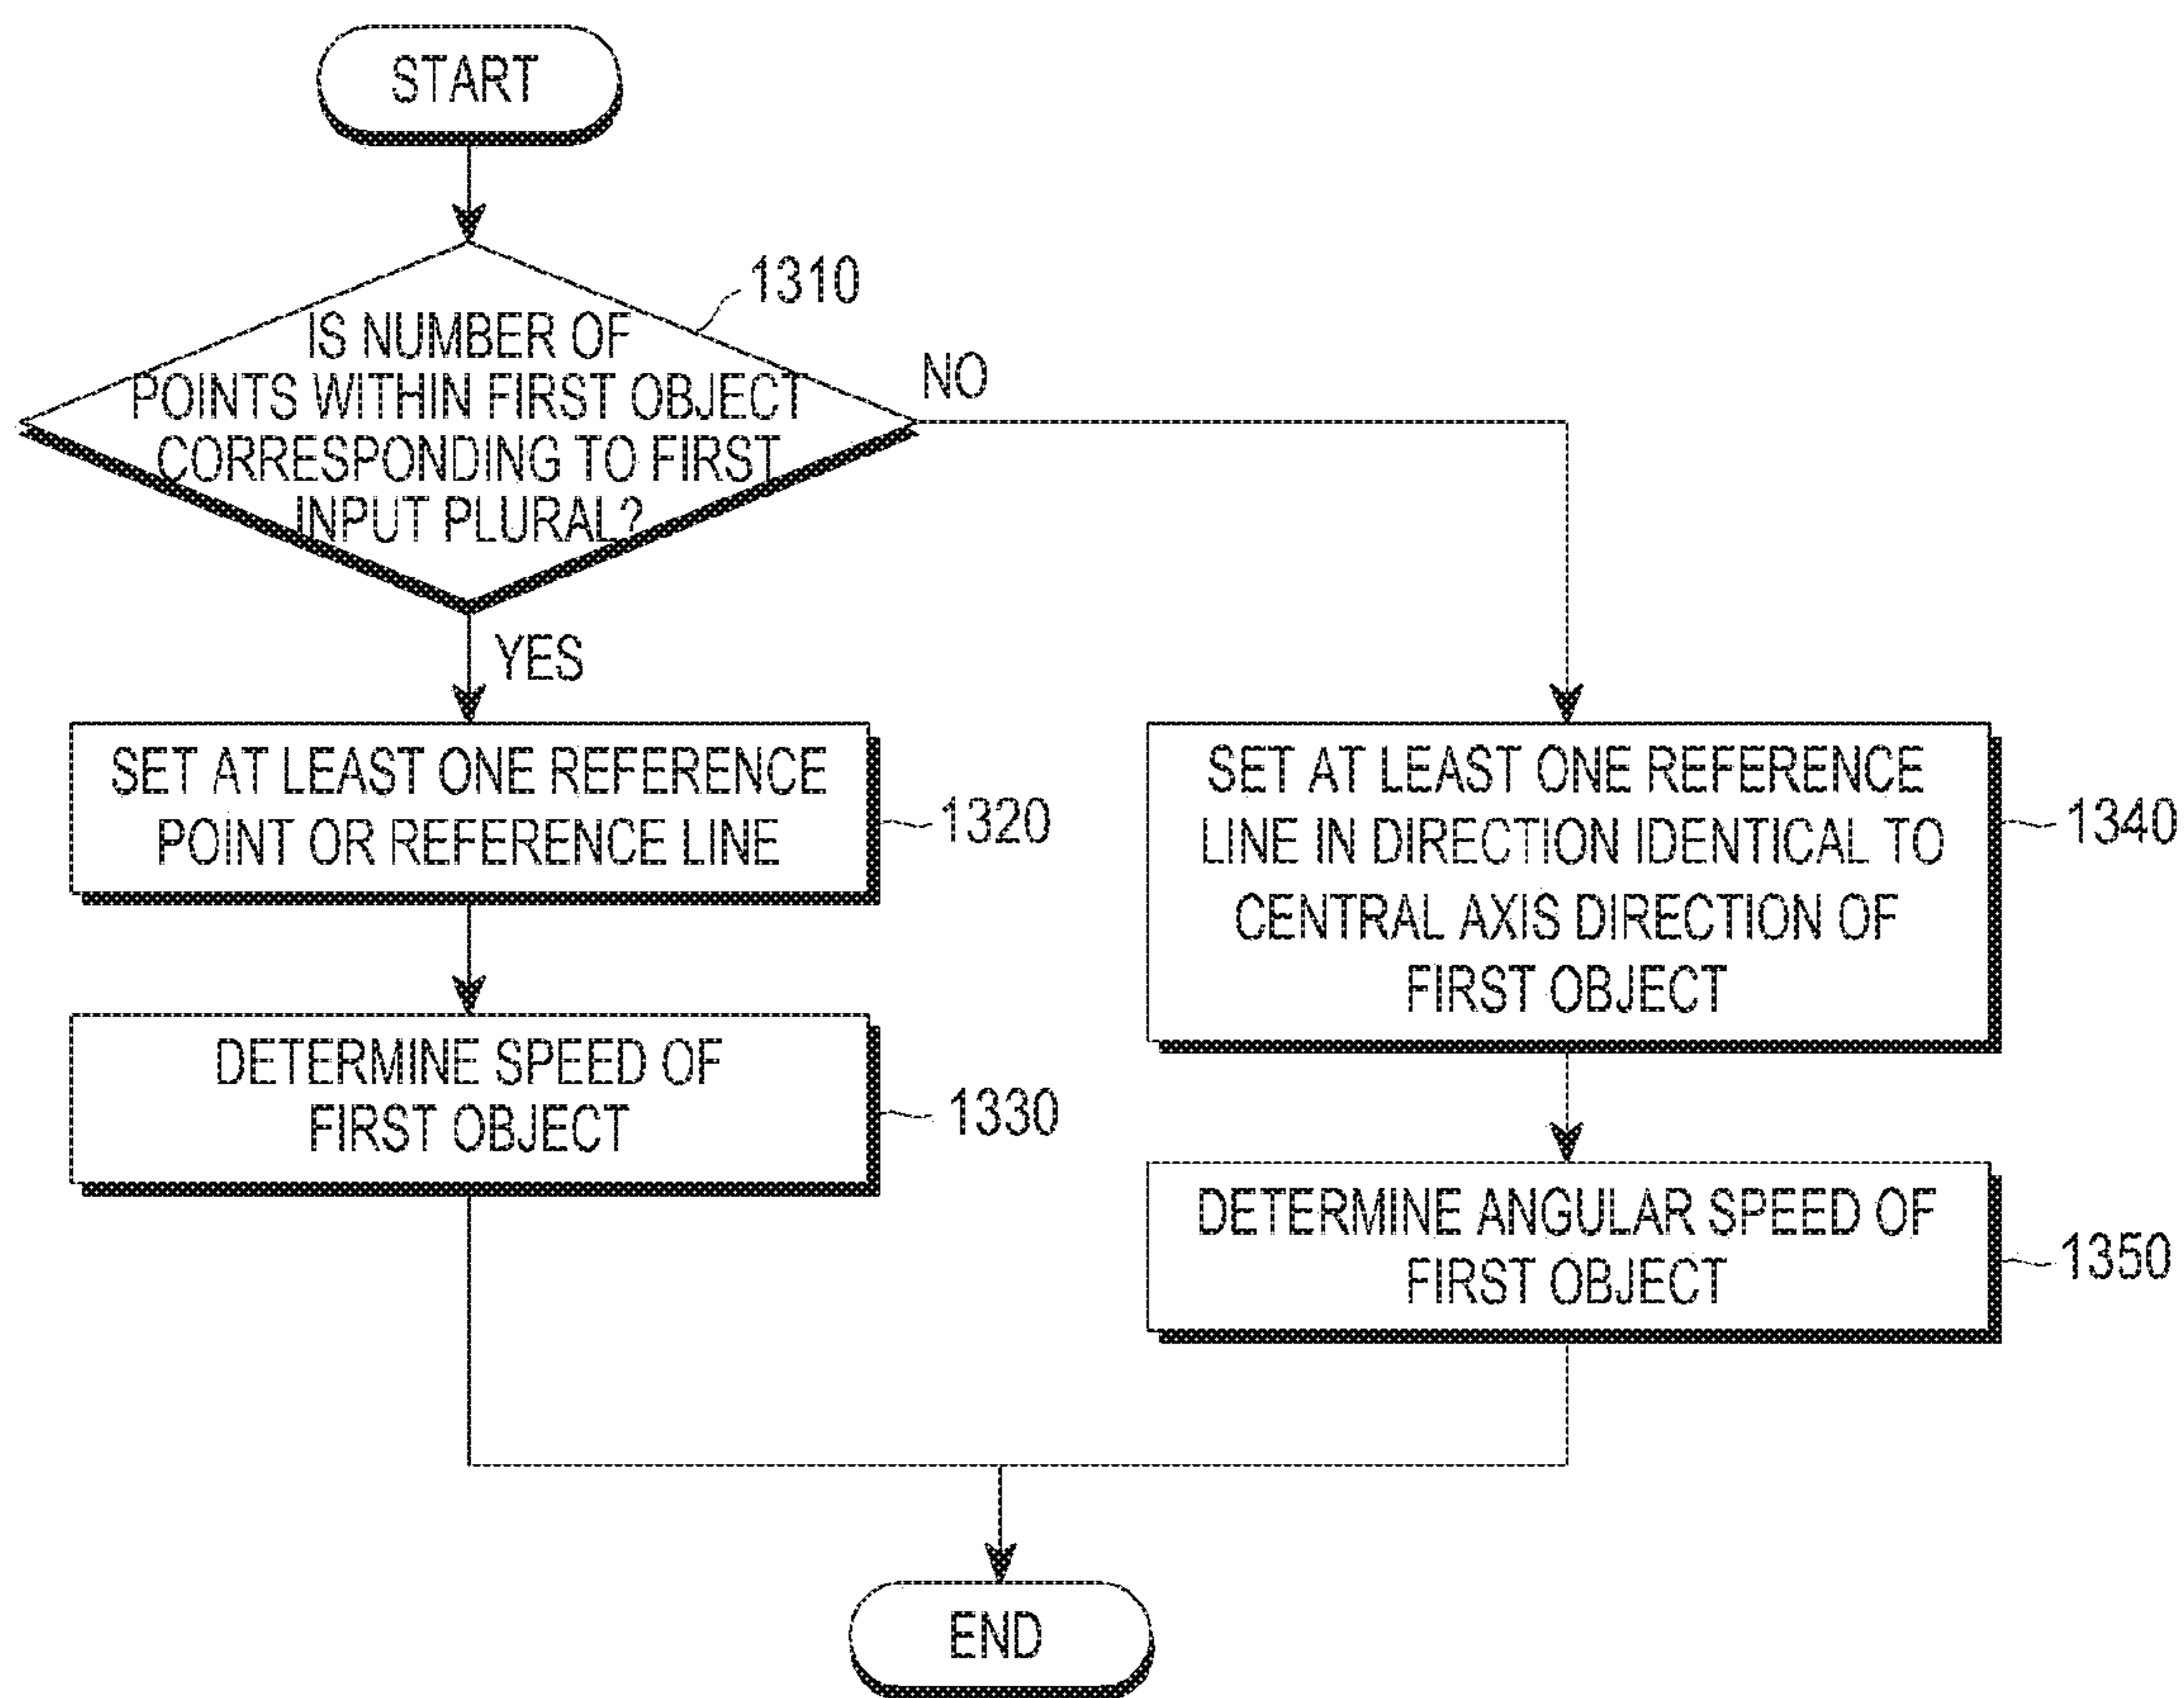 START
1310
IS NUMBER OF
POINTS WITHIN FIRST OBJECT
CORRESPONDING TO FIRST
INPUT PLURAL?
NO
YES
SET AT LEAST ONE REFERENCE
POINT OR REFERENCE LINE
1320
DETERMINE SPEED OF
FIRST OBJECT
1330
SET AT LEAST ONE REFERENCE
LINE IN DIRECTION IDENTICAL TO
CENTRAL AXIS DIRECTION OF
FIRST OBJECT
1340
DETERMINE ANGULAR SPEED OF
FIRST OBJECT
1350
END